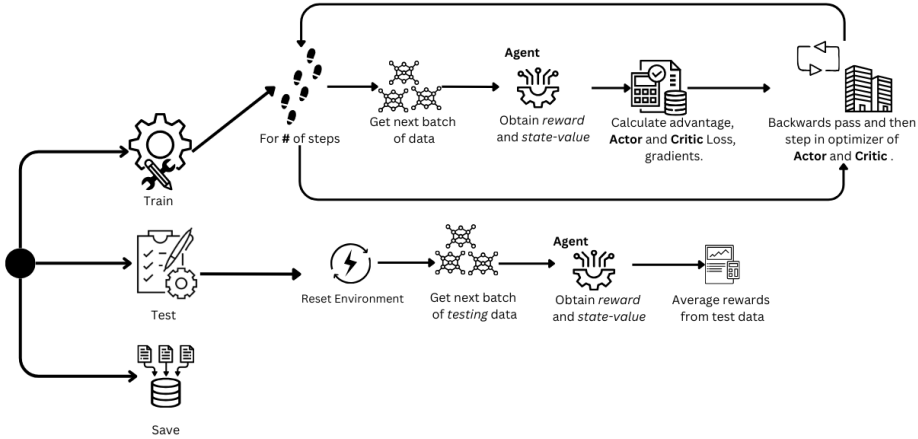 Agent
For # of steps
Get next batch
of data
Obtain reward
and state-value
Calculate advantage,
Actor and Critic Loss,
gradients.
Backwards pass and then
step in optimizer of
Actor and Critic .
Train
Agent
Reset Environment
Get next batch
of testing data
Obtain reward
and state-value
Average rewards
from test data
Test
Save